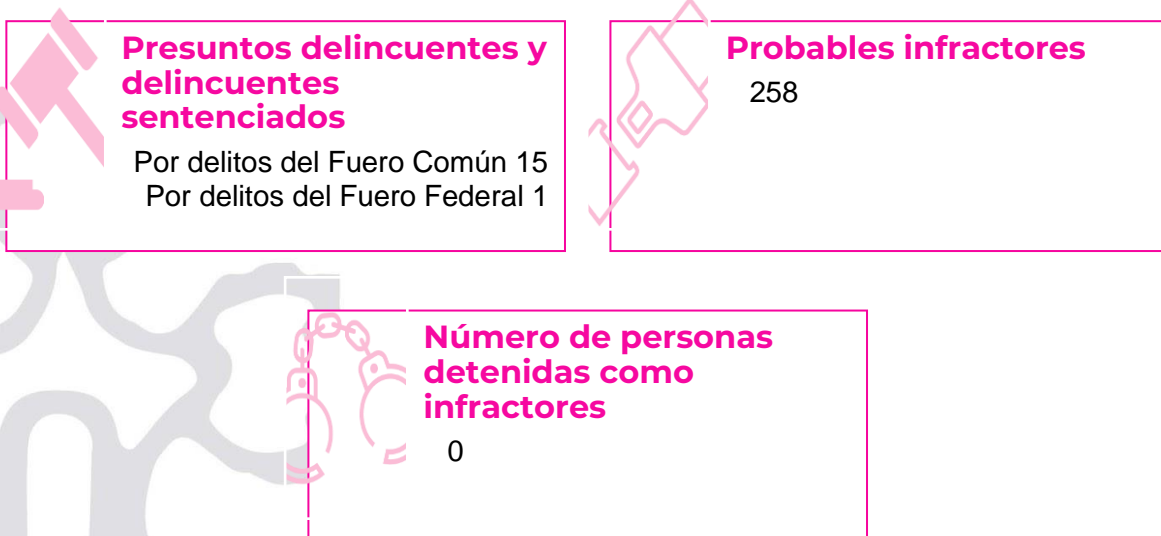 Presuntos delincuentes y
delincuentes
sentenciados
Por delitos del Fuero Común 15
Por delitos del Fuero Federal 1
Probables infractores
258
Número de personas
detenidas como
infractores
0